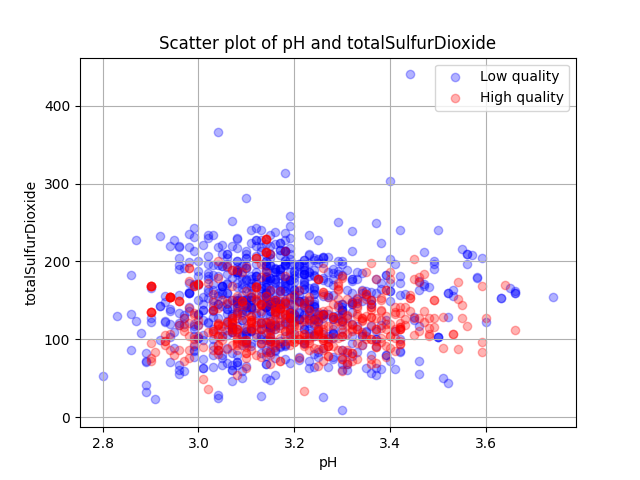 Scatter plot of pH and totalSulfurDioxide
Low quality
High quality
400
300
200
100
0
totalSulfurDioxide
2.8 3.0 3.2 3.4 3.6
pH